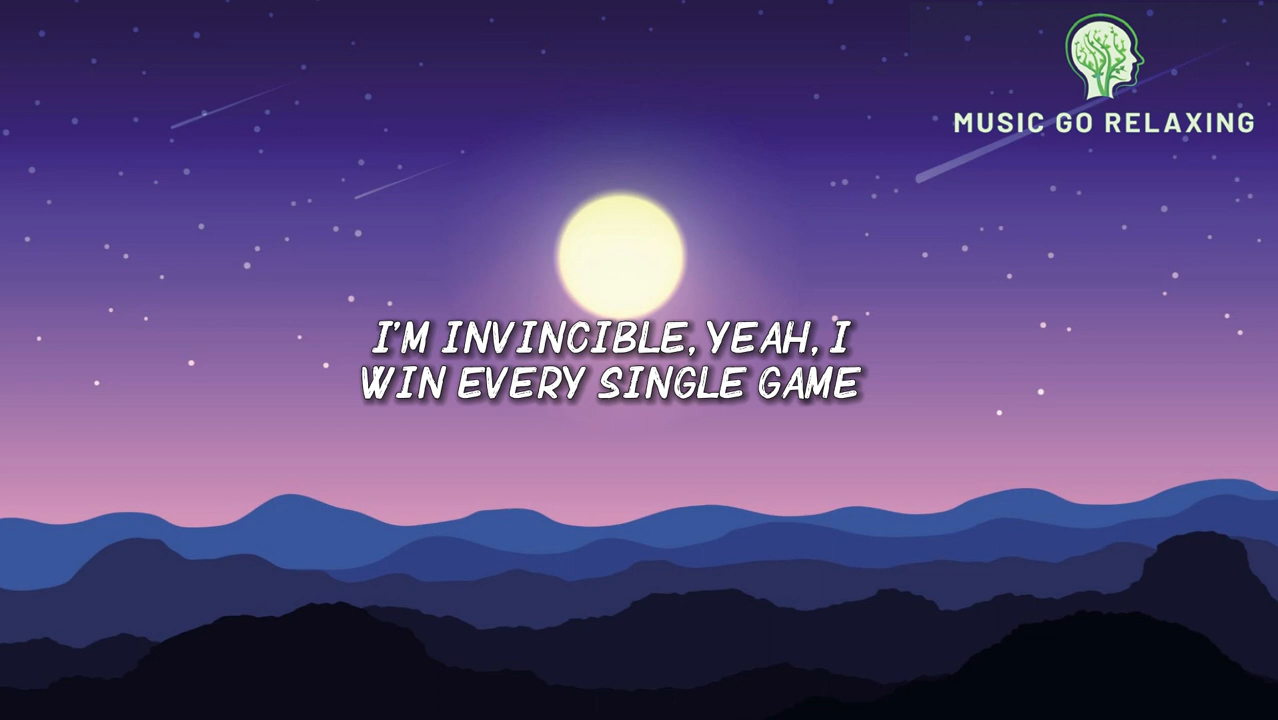 MUSIC GO RELAXING
I'M INVINCIBLE, YEAH, I
WIN EVERY SINGLE GAME